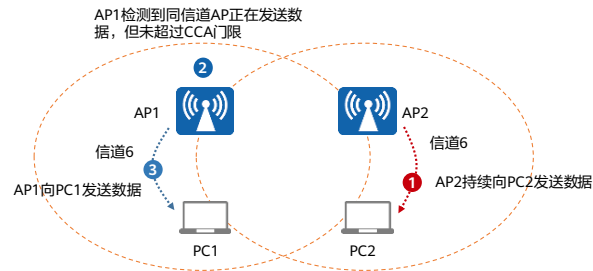 AP1检测到同信道AP正在发送数
据，但未超过CCA门限
2
AP1
AP2
信道6
信道6
3
1
AP1向PC1发送数据
AP2持续向PC2发送数据
PC1
PC2